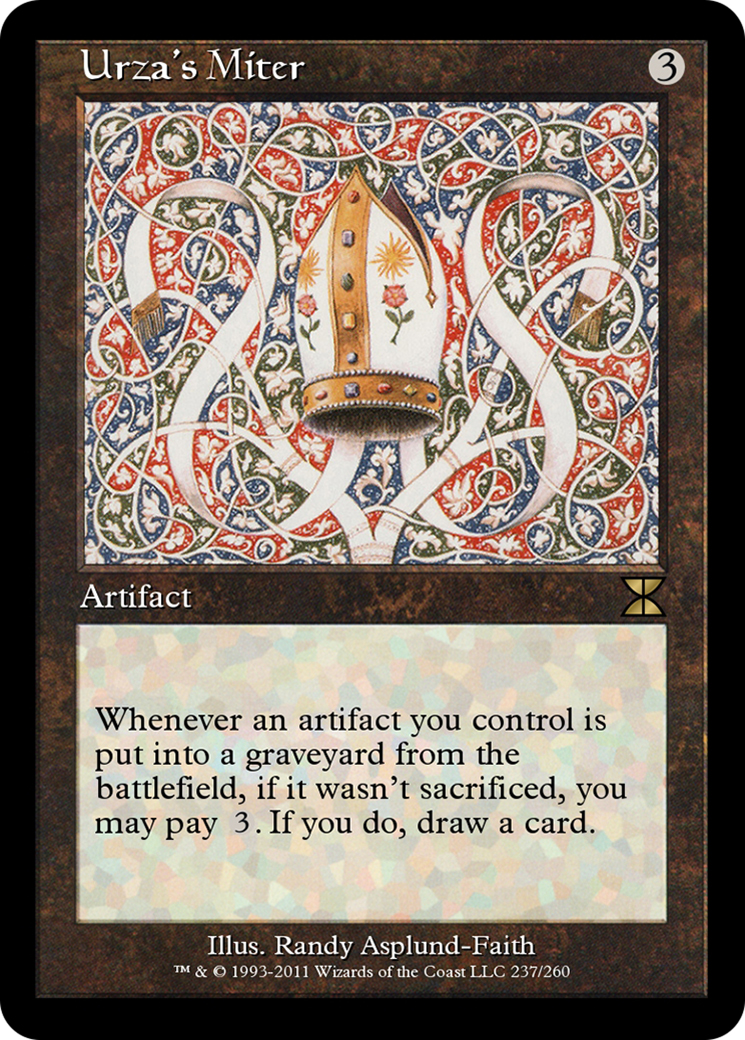 Urza's Miter 3
Artifact
Whenever an artifact you control is
put into a graveyard from the
battlefield, if it wasn't sacrificed, you
may pay 3. If you do, draw a card.
Illus. Randy Asplund-Faith
™ & © 1993-2011 Wizards of the Coast LLC 237/260